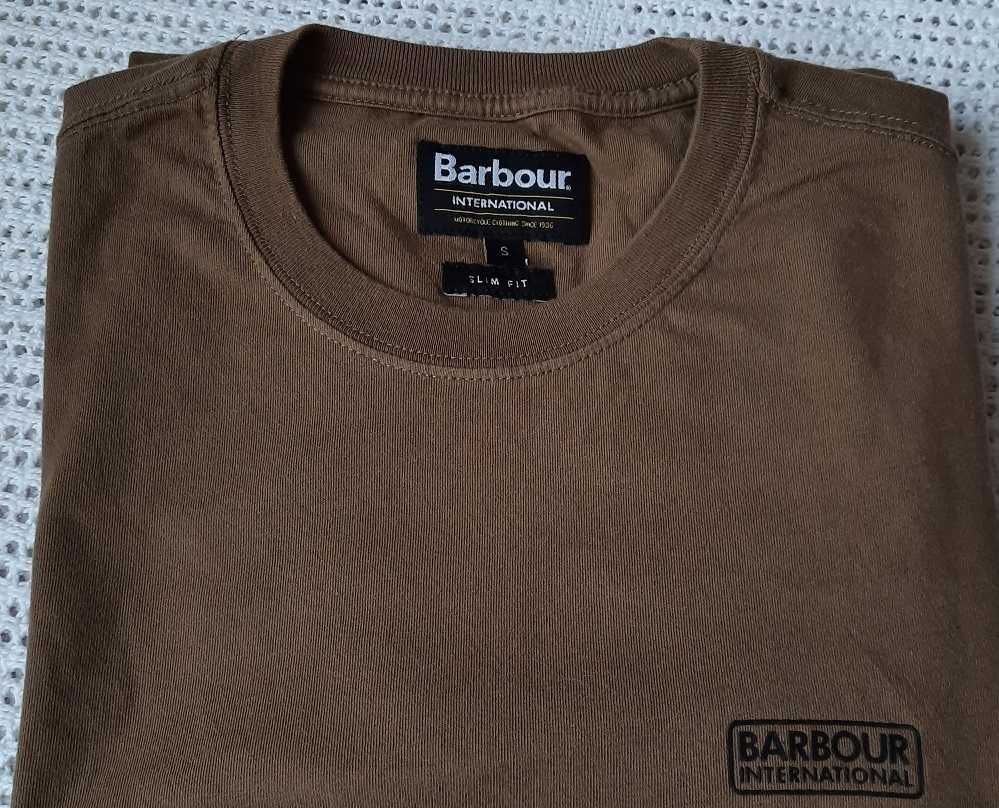 Barbour®
INTERNATIONAL
MOTORCYCLE CLOTHING SINCE 1936
S
SLIM FIT
BARBOUR
INTERNATIONAL